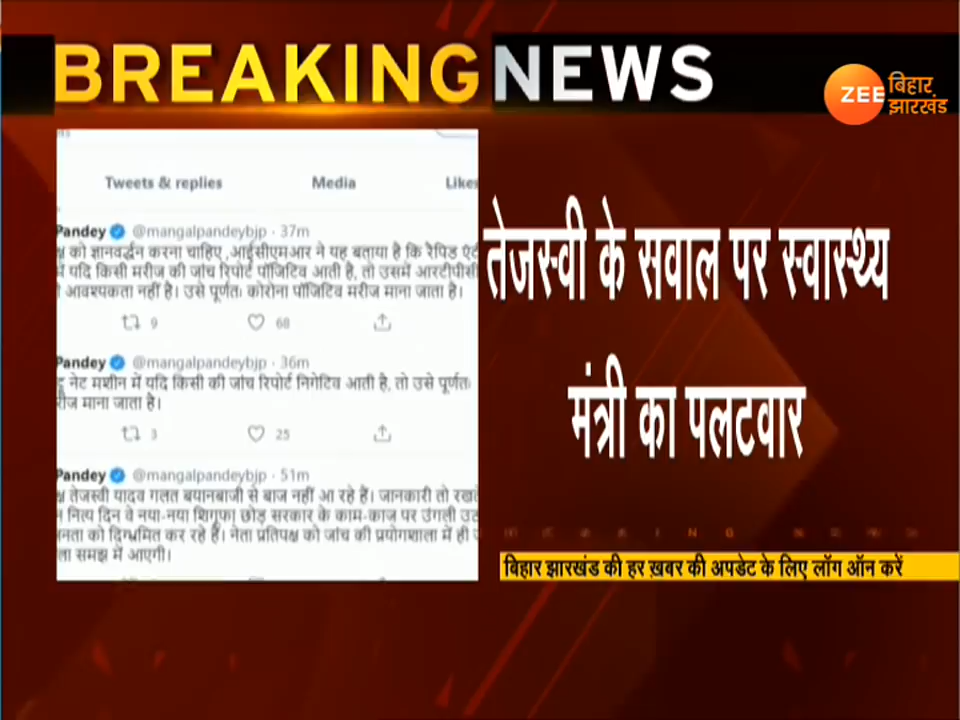 BREAKING NEWS
ZEE बिहार
झारखंड
Tweets & replies Media Likes
Pandey @mangalpandeybjp · 37m
को ज्ञानवर्द्धन करना चाहिए ,आईसीएमआर ने यह बताया है कि रैपिड
यदि किसी मरीज की जांच रिपोर्ट पॉजिटिव आती है, तो उसमें आरटीपीसी
आवश्यकता नहीं है। उसे पूर्णतः कोरोना पॉजिटिव मरीज माना जाता है।
9 68
Pandey @mangalpandeybjp · 36m
नेट मशीन में यदि किसी की जांच रिपोर्ट निगेटिव आती है, तो उसे पूर्णतः
रीज माना जाता है।
3 25
Pandey @mangalpandeybjp · 51m
तेजस्वी यादव गलत बयानबाजी से बाज नहीं आ रहे हैं। जानकारी तो
नित्य दिन वे नया-नया शिगूफा छोड़ सरकार के काम-काज पर उंगली
नता को दिग्भ्रमित कर रहे हैं। नेता प्रतिपक्ष को जांच की प्रयोगशाला में ही
ला समझ में आएगी।
तेजस्वी के सवाल पर स्वास्थ्य
मंत्री का पलटवार
बिहार झारखंड की हर ख़बर की अपडेट के लिए लॉग ऑन करें